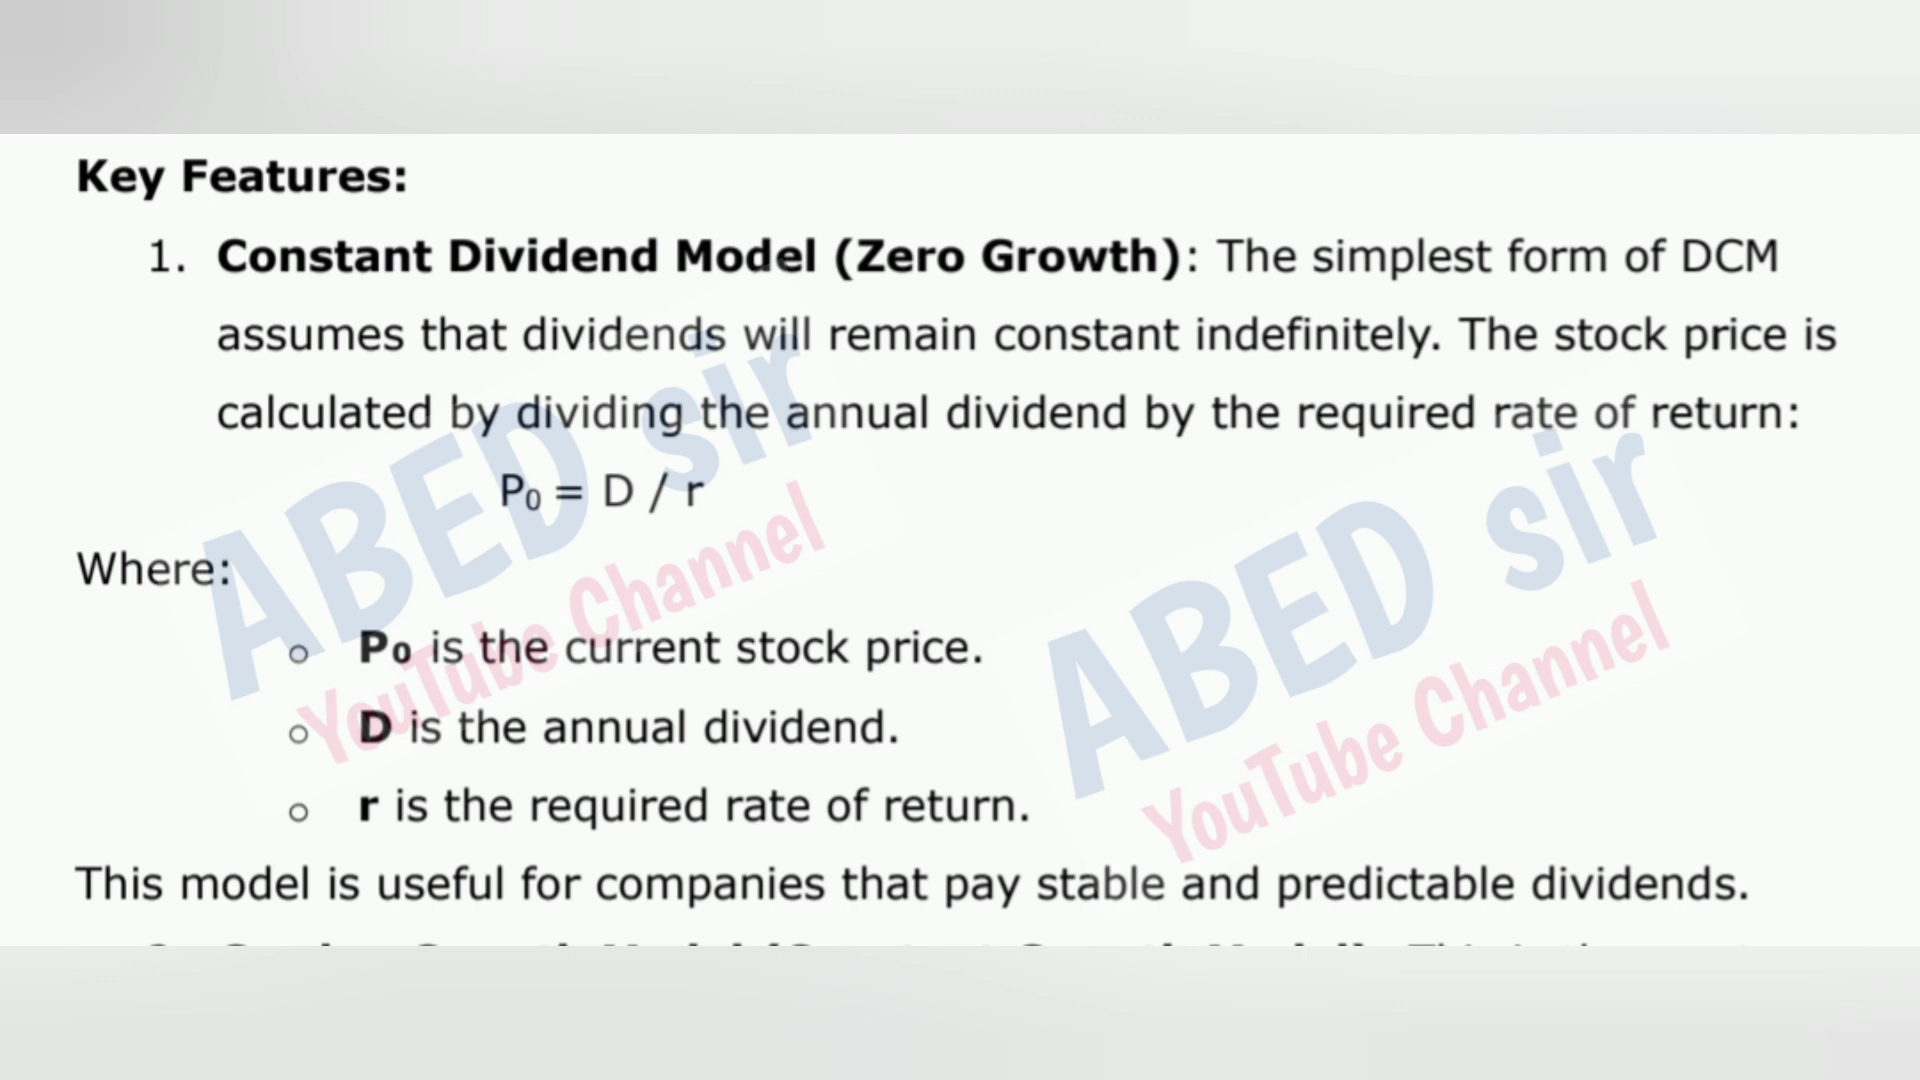 Key Features:
1. Constant Dividend Model (Zero Growth): The simplest form of DCM
assumes that dividends will remain constant indefinitely. The stock price is
calculated by dividing the annual dividend by the required rate of return:
P₀ = D / r
Where:
○ P₀ is the current stock price.
○ D is the annual dividend.
○ r is the required rate of return.
This model is useful for companies that pay stable and predictable dividends.
ABED sir
YouTube Channel
ABED sir
YouTube Channel